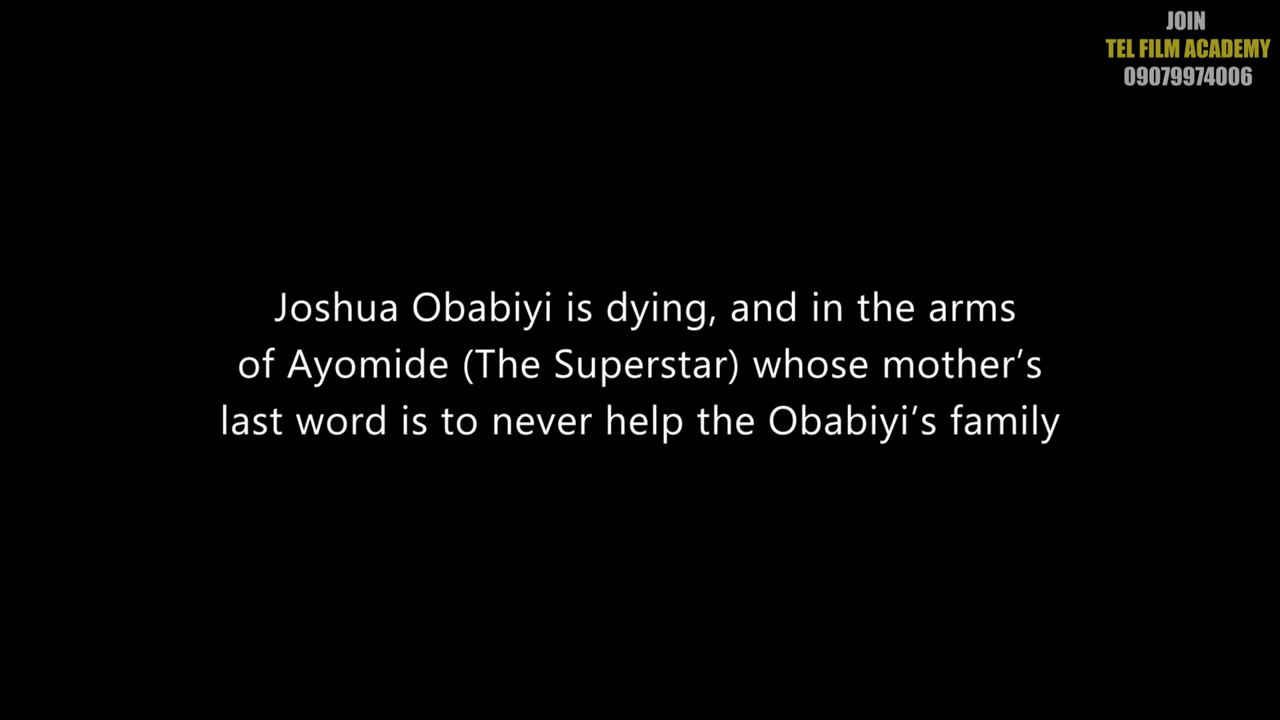 JOIN
TEL FILM ACADEMY
09079974006
Joshua Obabiyi is dying, and in the arms
of Ayomide (The Superstar) whose mother’s
last word is to never help the Obabiyi’s family